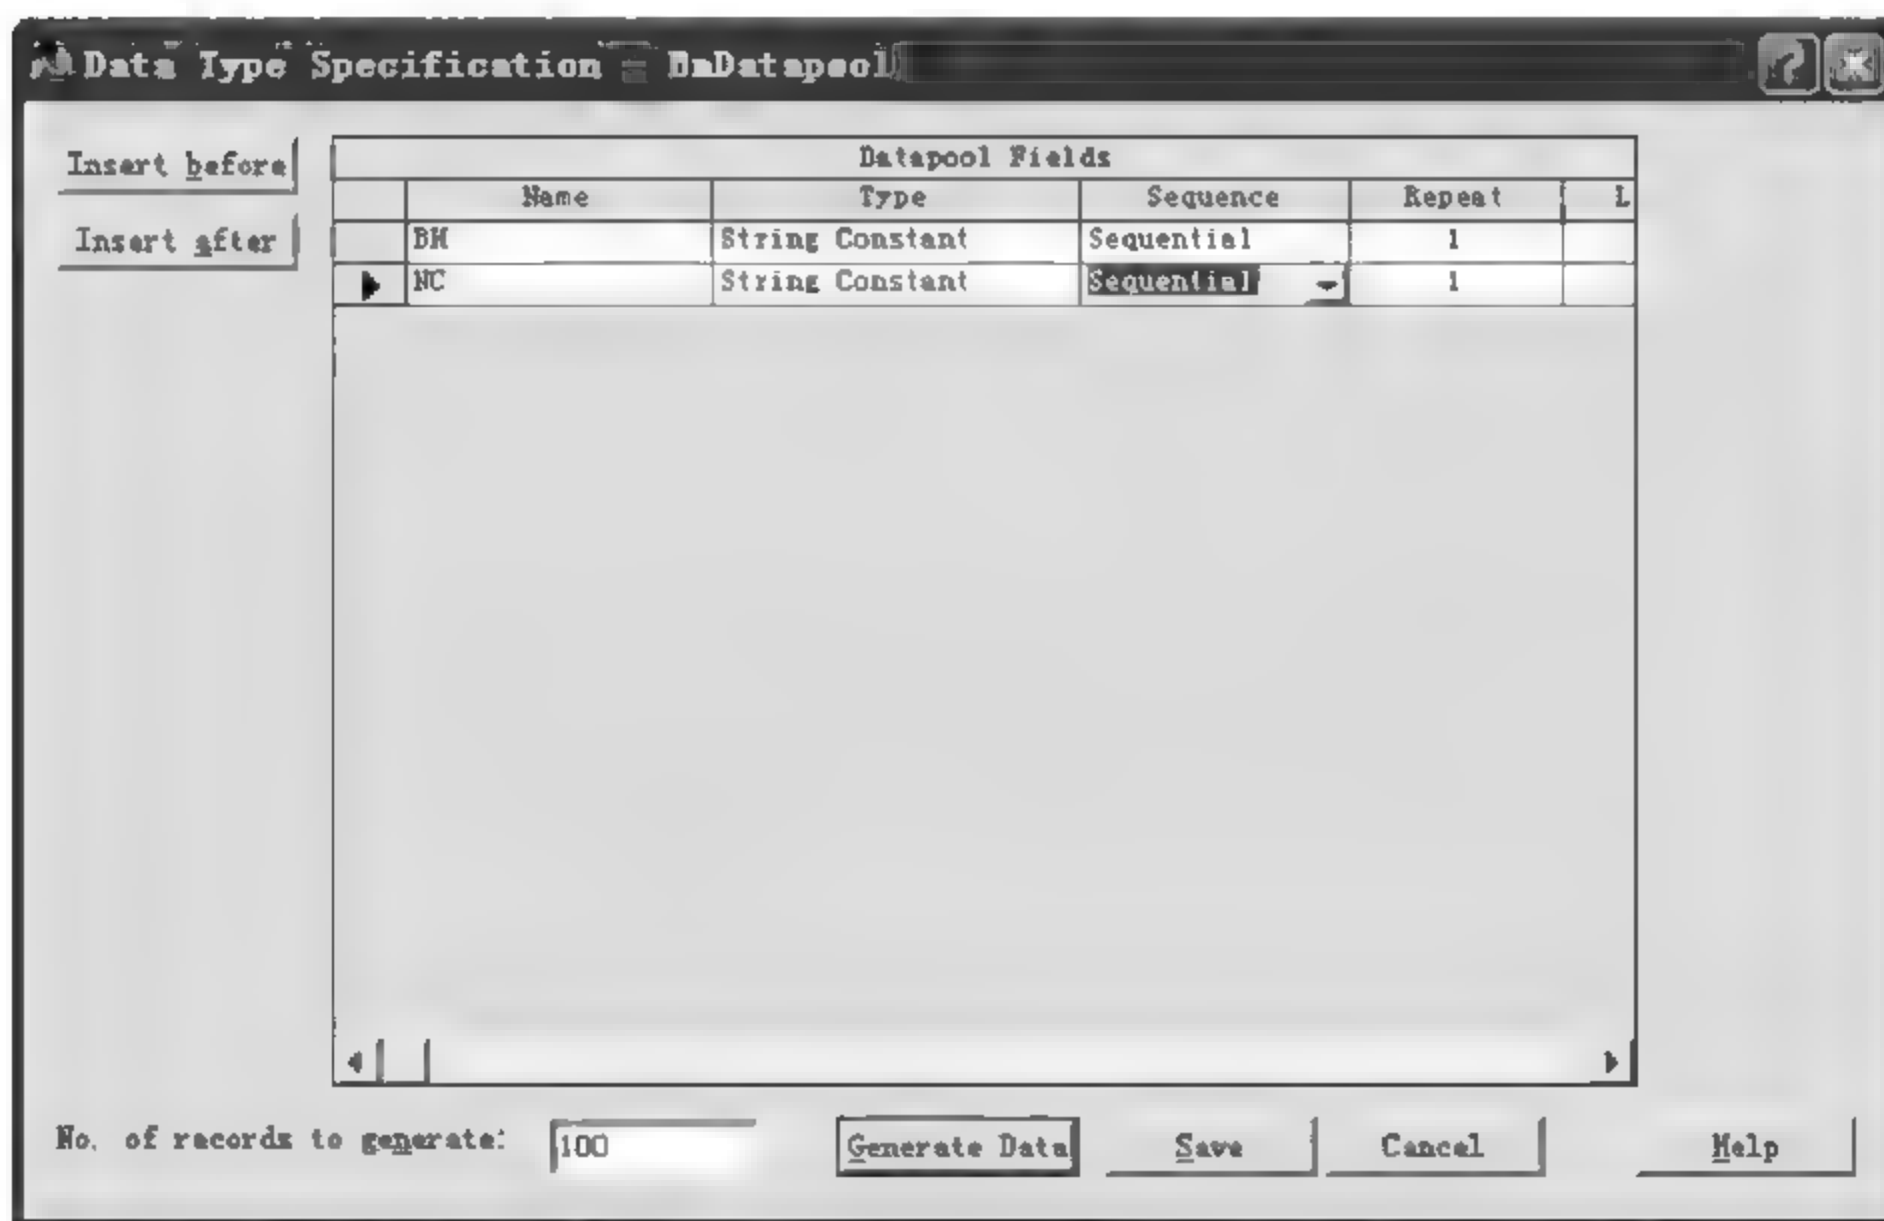 Data Type Specification - DmDatapool
Insert before
Insert after
Datapool Fields
Name Type Sequence Repeat L
String Constant Sequential 1
NC String Constant Sequential 1
No. of records to generate: 100
Generate Data Save Cancel Help